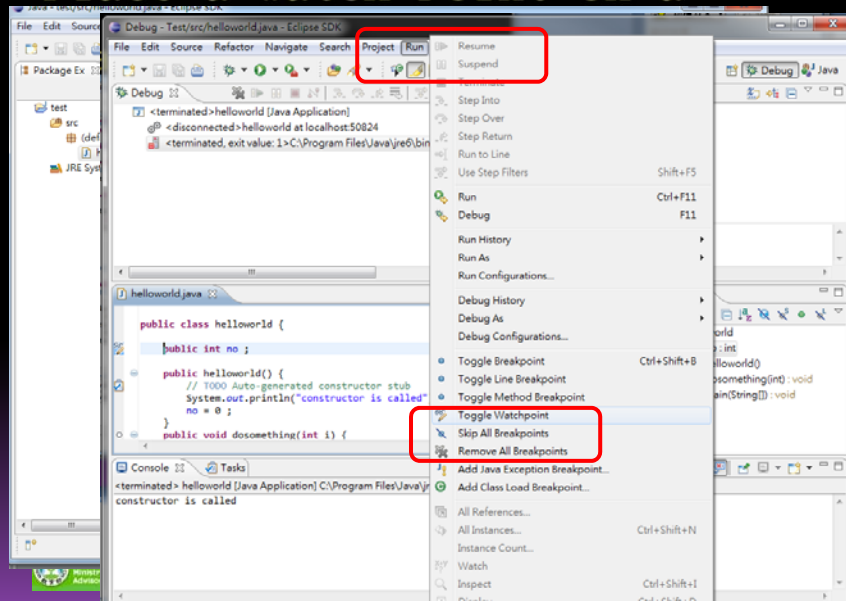 Java - test/src/helloworld.java - Eclipse SDK
File Edit Source
Package Ex
test
src
(def
JRE Sys
Debug - Test/src/helloworld.java - Eclipse SDK
File Edit Source Refactor Navigate Search Project Run
Debug
Java
Debug
<terminated>helloworld [Java Application]
<disconnected>helloworld at localhost:50824
<terminated, exit value: 1>C:\Program Files\Java\jre6\bin
Resume
Suspend
Terminate
Step Into
Step Over
Step Return
Run to Line
Use Step Filters Shift+F5
Run Ctrl+F11
Debug F11
Run History
Run As
Run Configurations...
Debug History
Debug As
Debug Configurations...
Toggle Breakpoint Ctrl+Shift+B
Toggle Line Breakpoint
Toggle Method Breakpoint
Toggle Watchpoint
Skip All Breakpoints
Remove All Breakpoints
Add Java Exception Breakpoint...
Add Class Load Breakpoint...
All References...
All Instances... Ctrl+Shift+N
Instance Count...
Watch
Inspect Ctrl+Shift+I
Display Ctrl+Shift+D
helloworld.java
public class helloworld {
public int no ;
public helloworld() {
// TODO Auto-generated constructor stub
System.out.println("constructor is called"
no = 0 ;
}
public void dosomething(int i) {
orld
: int
elloworld()
osomething(int) : void
ain(String[]) : void
Console Tasks
<terminated> helloworld [Java Application] C:\Program Files\Java\jr
constructor is called
Ministr
Adviso